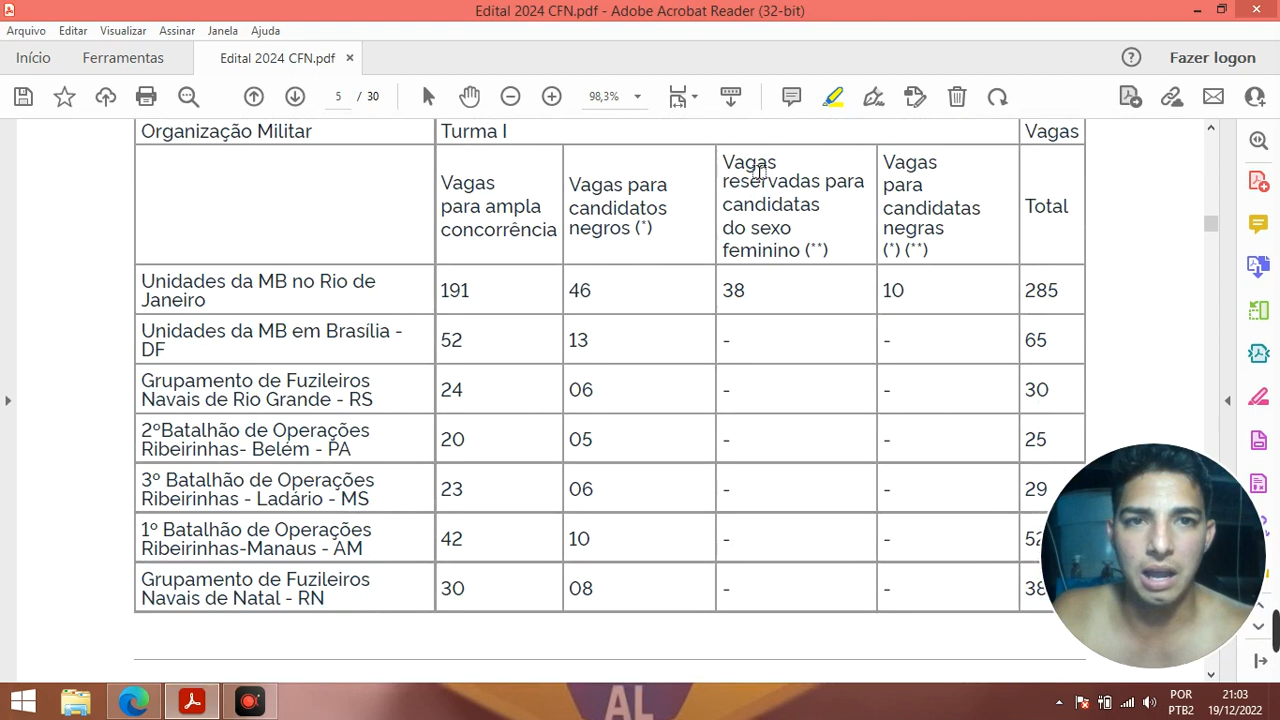 Edital 2024 CFN.pdf - Adobe Acrobat Reader (32-bit)
Arquivo Editar Visualizar Assinar Janela Ajuda
Início Ferramentas Edital 2024 CFN.pdf × Fazer logon
5 / 30 98,3%
Organização Militar Turma I Vagas
Vagas
para ampla
concorrência
Vagas para
candidatos
negros (*)
Vagas
reservadas para
candidatas
do sexo
feminino (**)
Vagas
para
candidatas
negras
(*) (**)
Total
Unidades da MB no Rio de
Janeiro
191 46 38 10 285
Unidades da MB em Brasília -
DF
52 13 - - 65
Grupamento de Fuzileiros
Navais de Rio Grande - RS
24 06 - - 30
2ºBatalhão de Operações
Ribeirinhas- Belém - PA
20 05 - - 25
3º Batalhão de Operações
Ribeirinhas - Ladário - MS
23 06 - - 29
1º Batalhão de Operações
Ribeirinhas-Manaus - AM
42 10 - - 52
Grupamento de Fuzileiros
Navais de Natal - RN
30 08 - - 38
AL
POR
PTB2
21:03
19/12/2022